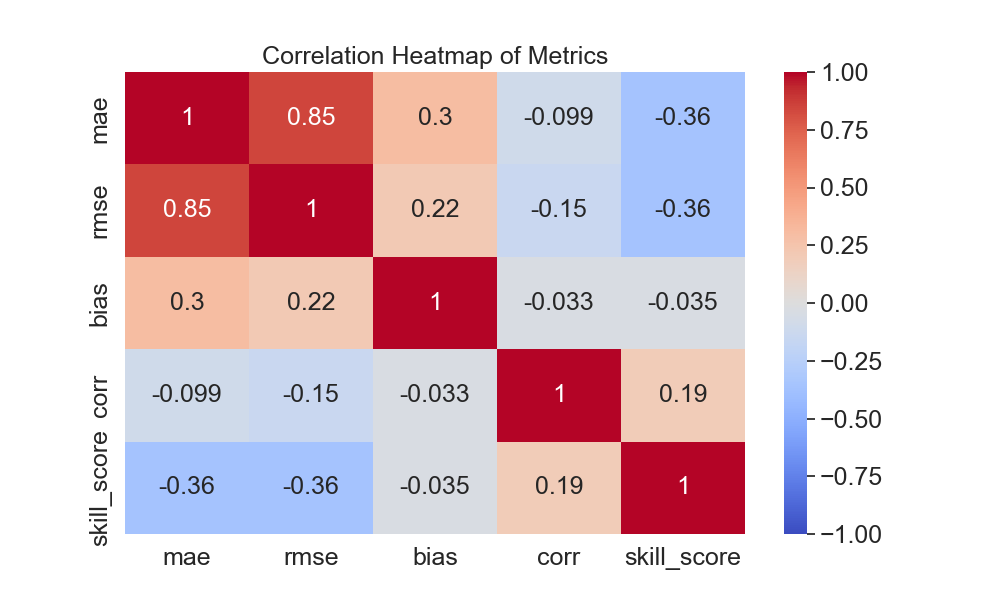 Correlation Heatmap of Metrics
mae 1 0.85 0.3 -0.099 -0.36
rmse 0.85 1 0.22 -0.15 -0.36
bias 0.3 0.22 1 -0.033 -0.035
corr -0.099 -0.15 -0.033 1 0.19
skill_score -0.36 -0.36 -0.035 0.19 1
mae rmse bias corr skill_score
1.00
0.75
0.50
0.25
0.00
−0.25
−0.50
−0.75
−1.00